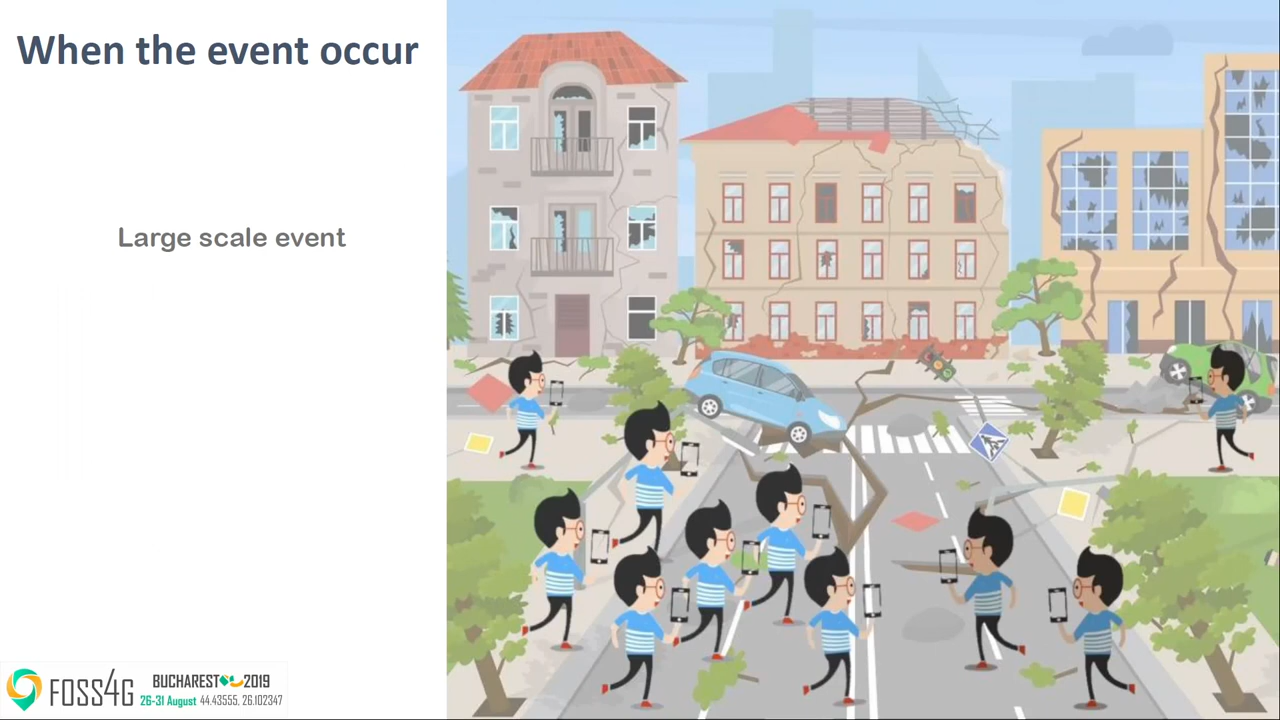 When the event occur
Large scale event
FOSS4G
BUCHAREST 2019
26-31 August 44.43555, 26.102347